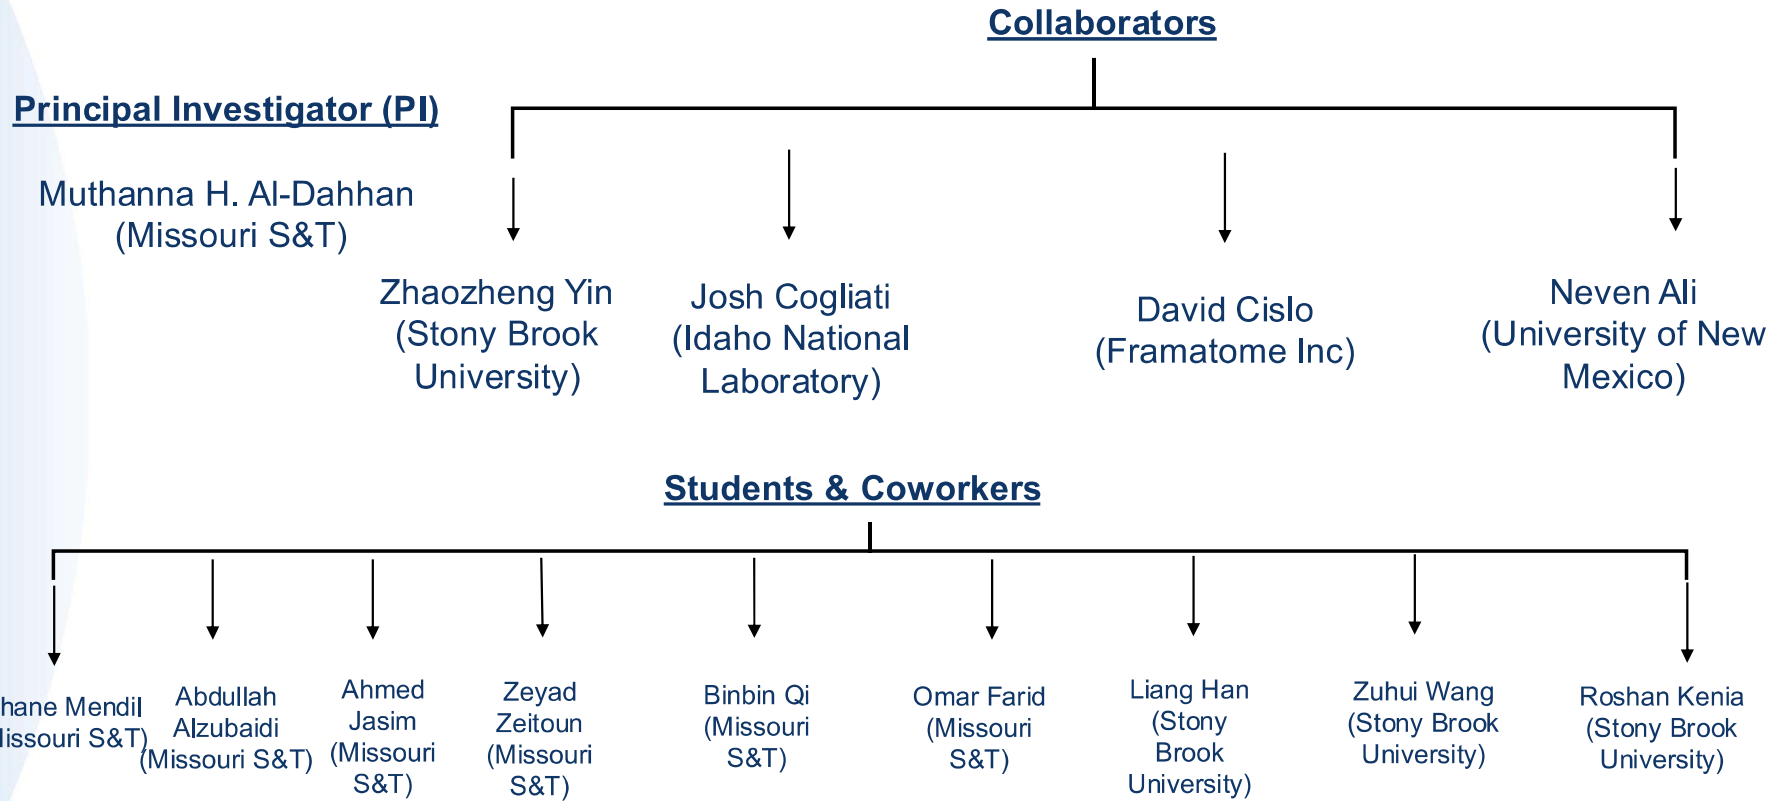 Collaborators
Principal Investigator (PI)
Muthanna H. Al-Dahhan
(Missouri S&T)
Zhaozheng Yin
(Stony Brook
University)
Josh Cogliati
(Idaho National
Laboratory)
David Cislo
(Framatome Inc)
Neven Ali
(University of New
Mexico)
Students & Coworkers
hane Mendil
issouri S&T)
Abdullah
Alzubaidi
(Missouri S&T)
Ahmed
Jasim
(Missouri
S&T)
Zeyad
Zeitoun
(Missouri
S&T)
Binbin Qi
(Missouri
S&T)
Omar Farid
(Missouri
S&T)
Liang Han
(Stony
Brook
University)
Zuhui Wang
(Stony Brook
University)
Roshan Kenia
(Stony Brook
University)